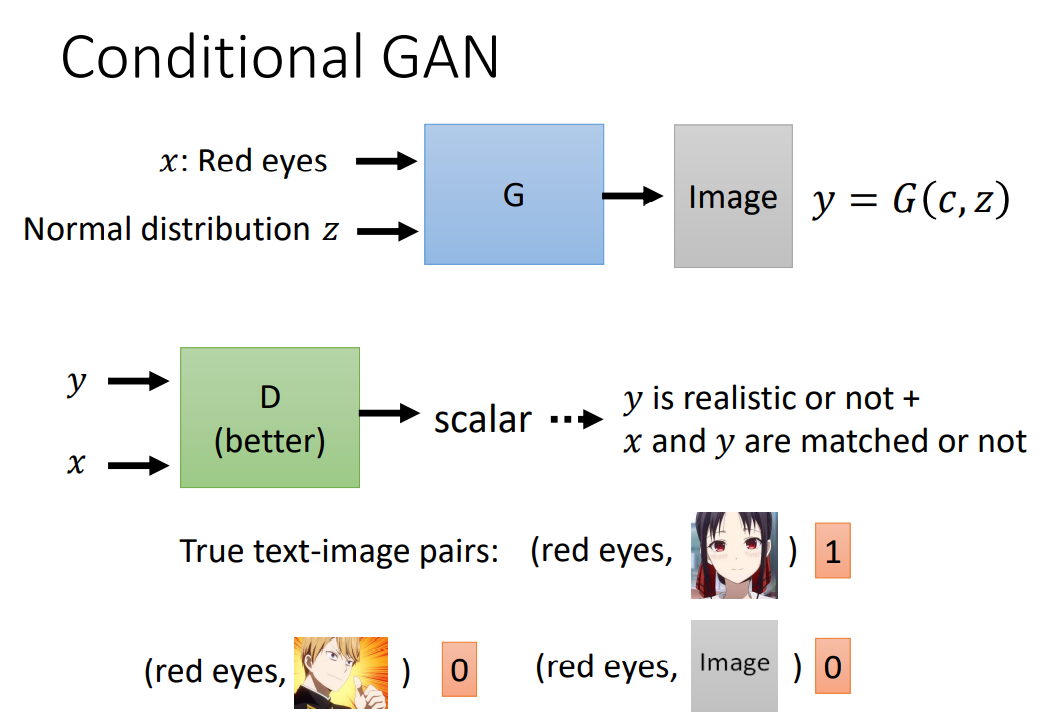 Conditional GAN
x: Red eyes
Normal distribution z
G
Image
y = G(c, z)
y
x
D
(better)
scalar
y is realistic or not +
x and y are matched or not
True text-image pairs:
(red eyes, ) 1
(red eyes, ) 0
(red eyes, Image ) 0